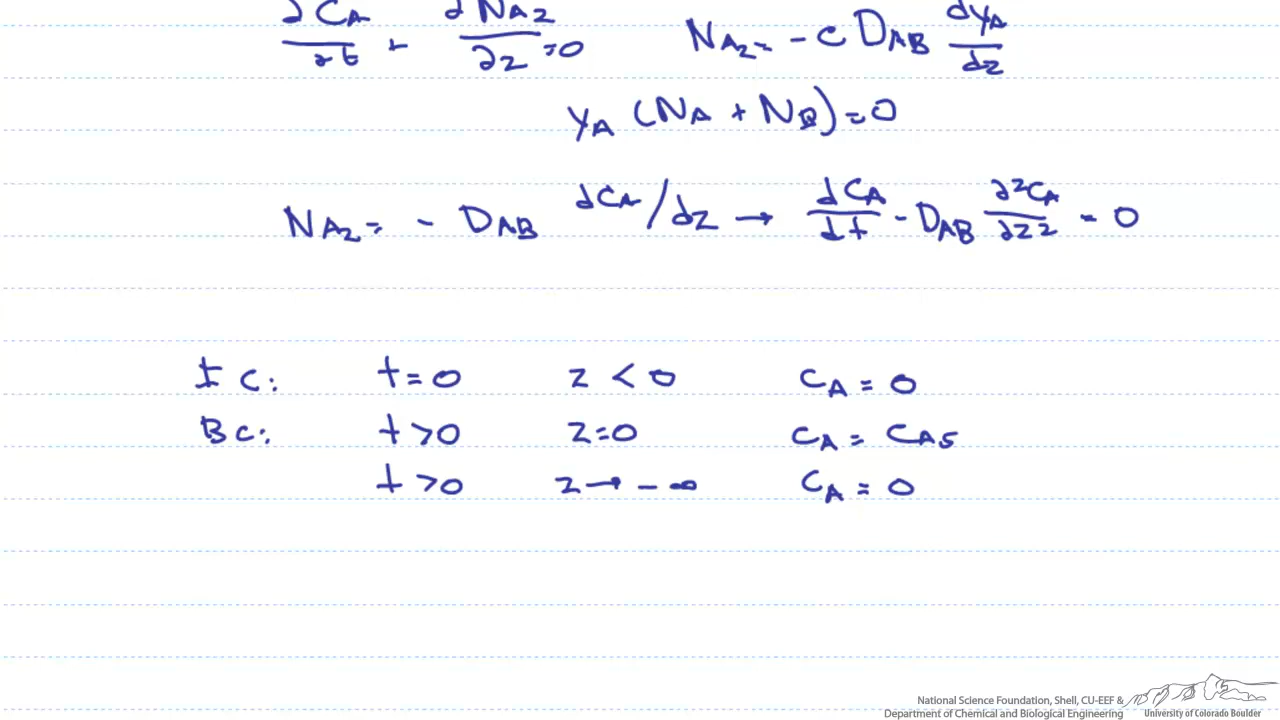 ∂CA/∂t + ∂NAz/∂z = 0 NAz = - c DAB dyA/dz
yA (NA + NB) = 0
NAz = - DAB dCA/dz → dCA/dt - DAB ∂²CA/∂z² = 0
IC: t = 0 z < 0 CA = 0
BC: t > 0 z = 0 CA = CAS
t > 0 z → - ∞ CA = 0
National Science Foundation, Shell, CU-EEF &
Department of Chemical and Biological Engineering
University of Colorado Boulder